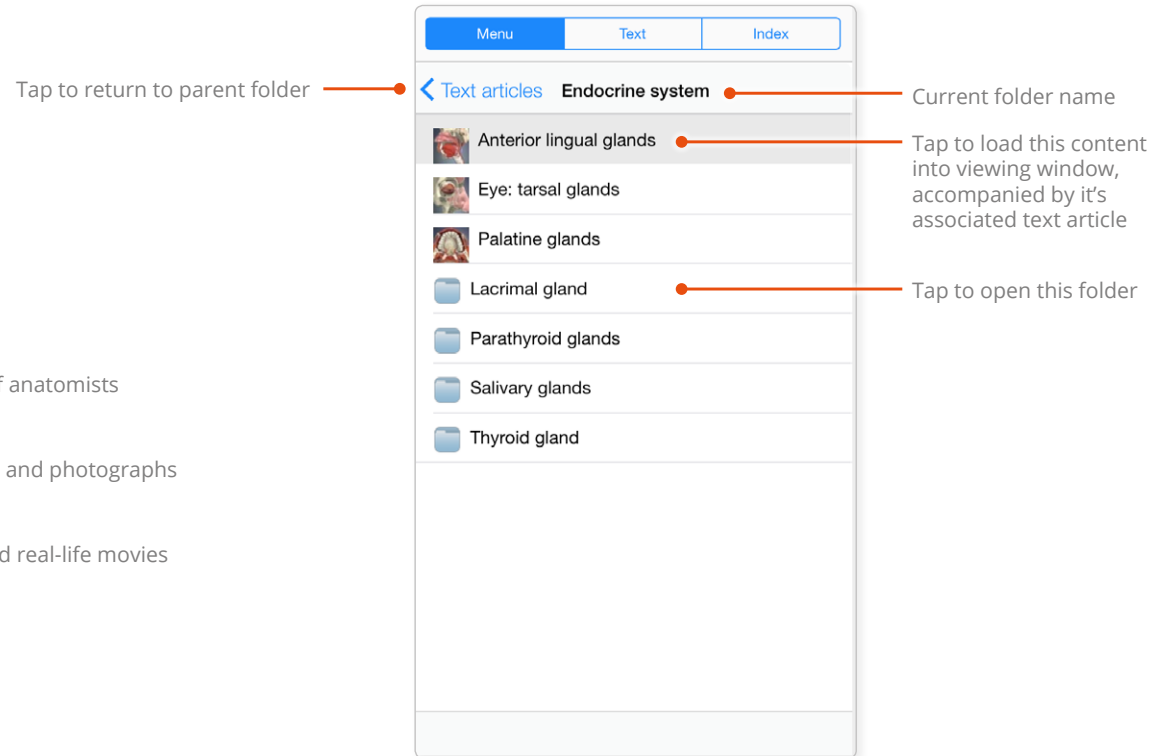 Menu
Text
Index
Tap to return to parent folder
Text articles
Endocrine system
Current folder name
Anterior lingual glands
Tap to load this content
into viewing window,
accompanied by it's
associated text article
Eye: tarsal glands
Palatine glands
Lacrimal gland
Tap to open this folder
Parathyroid glands
Salivary glands
Thyroid gland
anatomists
and photographs
real-life movies